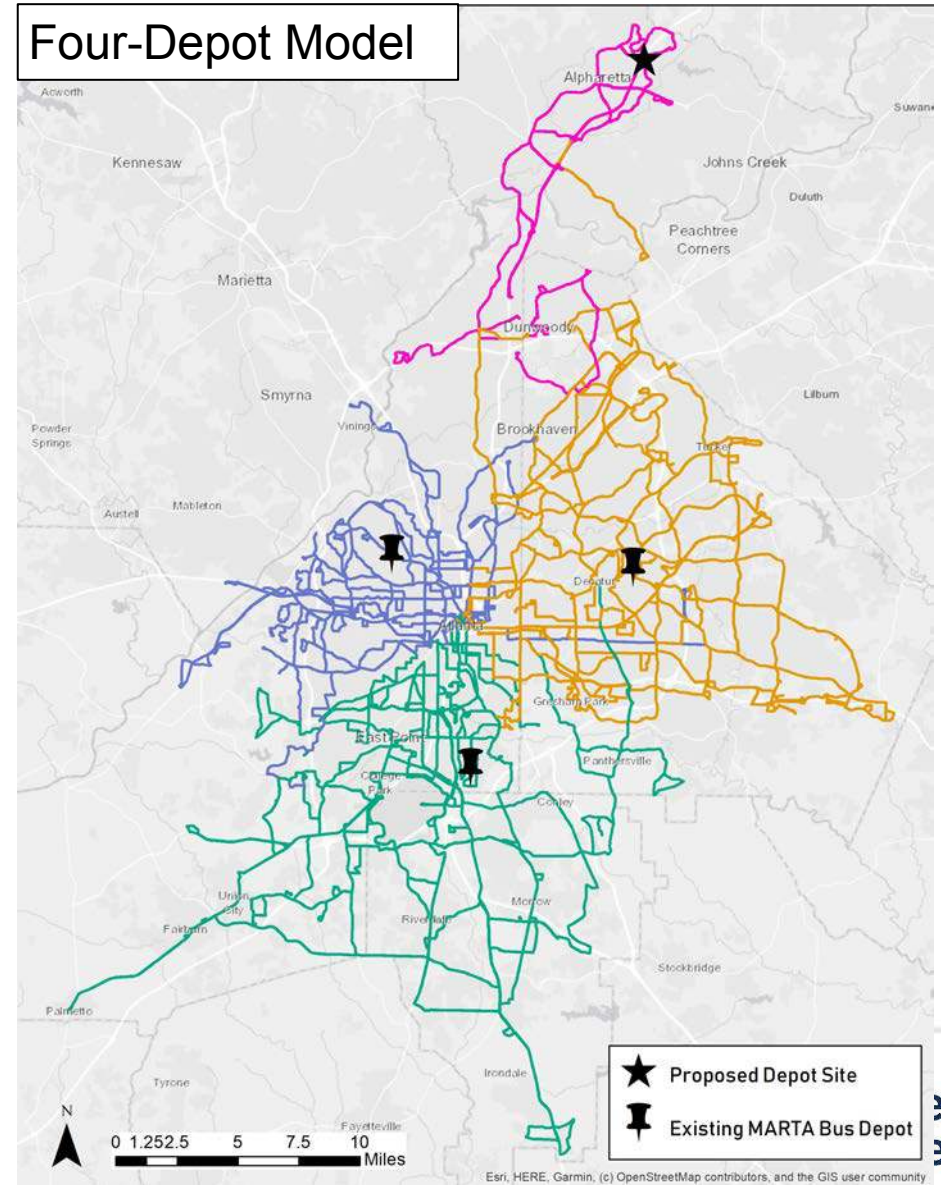 Four-Depot Model
Acworth
Alpharetta
Suwan
Kennesaw
Johns Creek
Duluth
Peachtree
Corners
Marietta
Dunwoody
Smyrna
Lilburn
Powder
Springs
Vinings
Brookhaven
Tucker
Austell
Mableton
Decatur
Atlanta
Gresham Park
East Point
Panthersville
College
Park
Conley
Union
City
Morrow
Riverdale
Fairburn
Stockbridge
Palmetto
Irondale
Tyrone
Fayetteville
Proposed Depot Site
Existing MARTA Bus Depot
N
0 1.252.5 5 7.5 10
Miles
Esri, HERE, Garmin, (c) OpenStreetMap contributors, and the GIS user community